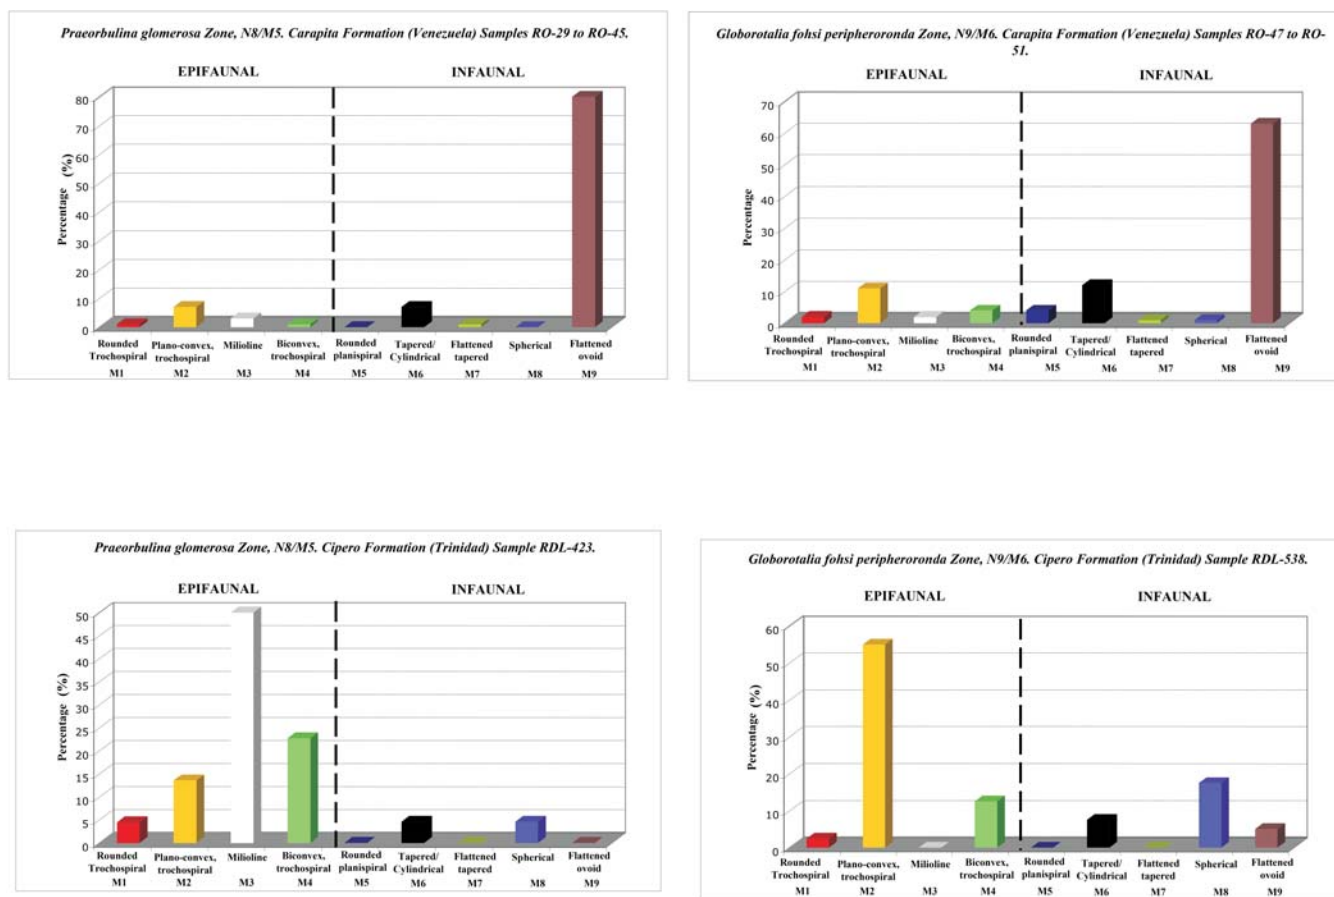 Praeorbulina glomerosa Zone, N8/M5. Carapita Formation (Venezuela) Samples RO-29 to RO-45.
EPIFAUNAL
INFAUNAL
Percentage (%)
80
70
60
50
40
30
20
10
0
Rounded Trochospiral
Plano-convex, trochospiral
Milioline
Biconvex, trochospiral
Rounded planispiral
Tapered/ Cylindrical
Flattened tapered
Spherical
Flattened ovoid
M1 M2 M3 M4 M5 M6 M7 M8 M9
Globorotalia fohsi peripheroronda Zone, N9/M6. Carapita Formation (Venezuela) Samples RO-47 to RO-
51.
EPIFAUNAL
INFAUNAL
Percentage
70
60
50
40
30
20
10
0
Rounded Trochospiral
Plano-convex, trochospiral
Milioline
Biconvex, trochospiral
Rounded planispiral
Tapered/ Cylindrical
Flattened tapered
Spherical
Flattened ovoid
M1 M2 M3 M4 M5 M6 M7 M8 M9
Praeorbulina glomerosa Zone, N8/M5. Cipero Formation (Trinidad) Sample RDL-423.
EPIFAUNAL
INFAUNAL
Percentage (%)
50
45
40
35
30
25
20
15
10
5
0
Rounded Trochospiral
Plano-convex, trochospiral
Milioline
Biconvex, trochospiral
Rounded planispiral
Tapered/ Cylindrical
Flattened tapered
Spherical
Flattened ovoid
M1 M2 M3 M4 M5 M6 M7 M8 M9
Globorotalia fohsi peripheroronda Zone, N9/M6. Cipero Formation (Trinidad) Sample RDL-538.
EPIFAUNAL
INFAUNAL
Percentage (%)
60
50
40
30
20
10
0
Rounded Trochospiral
Plano-convex, trochospiral
Milioline
Biconvex, trochospiral
Rounded planispiral
Tapered/ Cylindrical
Flattened tapered
Spherical
Flattened ovoid
M1 M2 M3 M4 M5 M6 M7 M8 M9